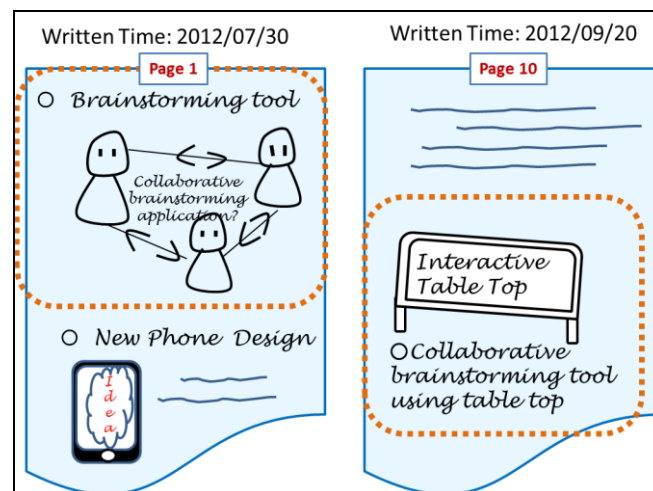 Written Time: 2012/07/30
Page 1
○ Brainstorming tool
Collaborative
brainstorming
application?
○ New Phone Design
Idea
Written Time: 2012/09/20
Page 10
Interactive
Table Top
○Collaborative
brainstorming tool
using table top